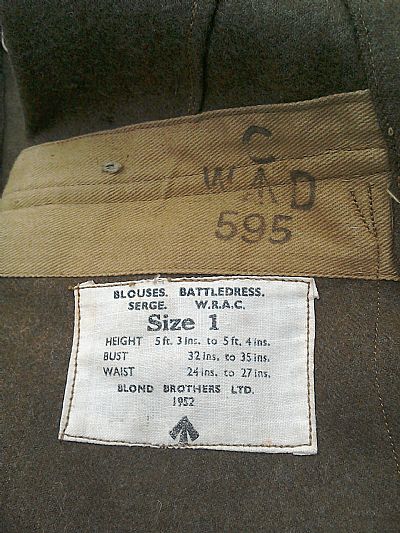 C
W.A.D
595
BLOUSES. BATTLEDRESS.
SERGE. W.R.A.C.
Size 1
HEIGHT 5 ft. 3 ins. to 5 ft. 4 ins.
BUST 32 ins. to 35 ins.
WAIST 24 ins. to 27 ins.
BLOND BROTHERS LTD.
1952